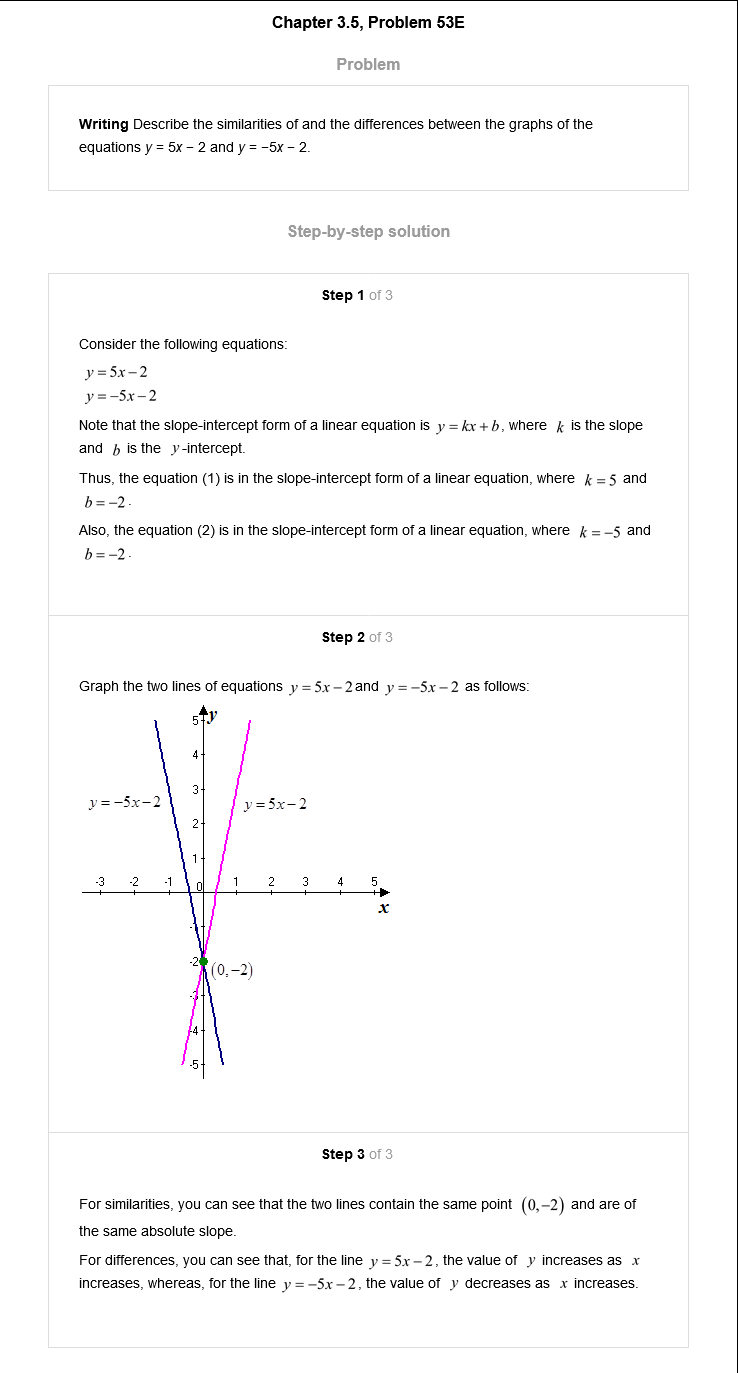 Chapter 3.5, Problem 53E
Problem
Writing Describe the similarities of and the differences between the graphs of the
equations y = 5x − 2 and y = −5x − 2.
Step-by-step solution
Step 1 of 3
Consider the following equations:
y = 5x − 2
y = −5x − 2
Note that the slope-intercept form of a linear equation is y = kx + b, where k is the slope
and b is the y-intercept.
Thus, the equation (1) is in the slope-intercept form of a linear equation, where k = 5 and
b = −2.
Also, the equation (2) is in the slope-intercept form of a linear equation, where k = −5 and
b = −2.
Step 2 of 3
Graph the two lines of equations y = 5x − 2 and y = −5x − 2 as follows:
5 y
4
3
y = −5x − 2 y = 5x − 2
2
1
-3 -2 -1 0 1 2 3 4 5
x
-1
-2
(0,−2)
-3
-4
-5
Step 3 of 3
For similarities, you can see that the two lines contain the same point (0,−2) and are of
the same absolute slope.
For differences, you can see that, for the line y = 5x − 2, the value of y increases as x
increases, whereas, for the line y = −5x − 2, the value of y decreases as x increases.